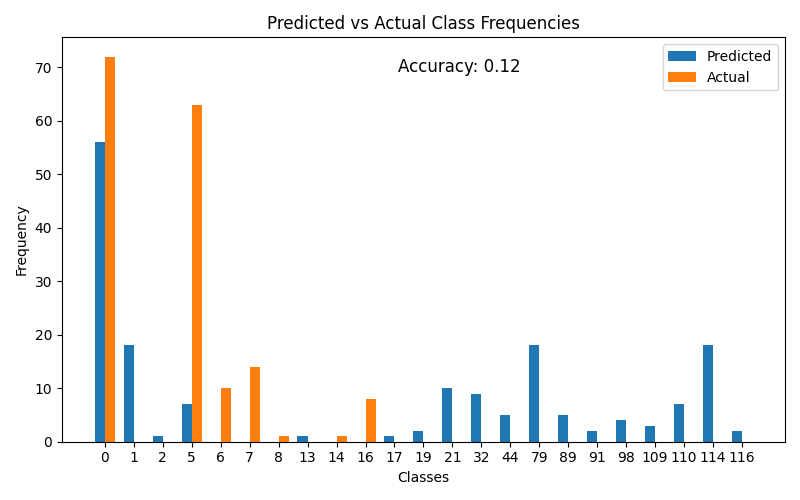 Predicted vs Actual Class Frequencies
Accuracy: 0.12
Predicted
Actual
Frequency
70
60
50
40
30
20
10
0
0 1 2 5 6 7 8 13 14 16 17 19 21 32 44 79 89 91 98 109 110 114 116
Classes